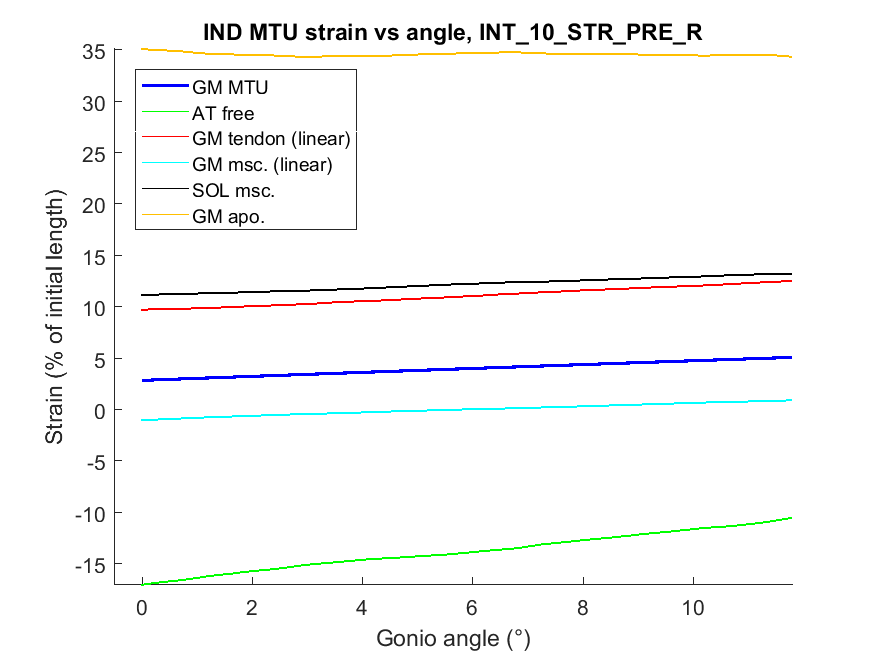 IND MTU strain vs angle, INT_10_STR_PRE_R
35
30
25
20
15
10
5
0
-5
-10
-15
Strain (% of initial length)
GM MTU
AT free
GM tendon (linear)
GM msc. (linear)
SOL msc.
GM apo.
0 2 4 6 8 10
Gonio angle (°)